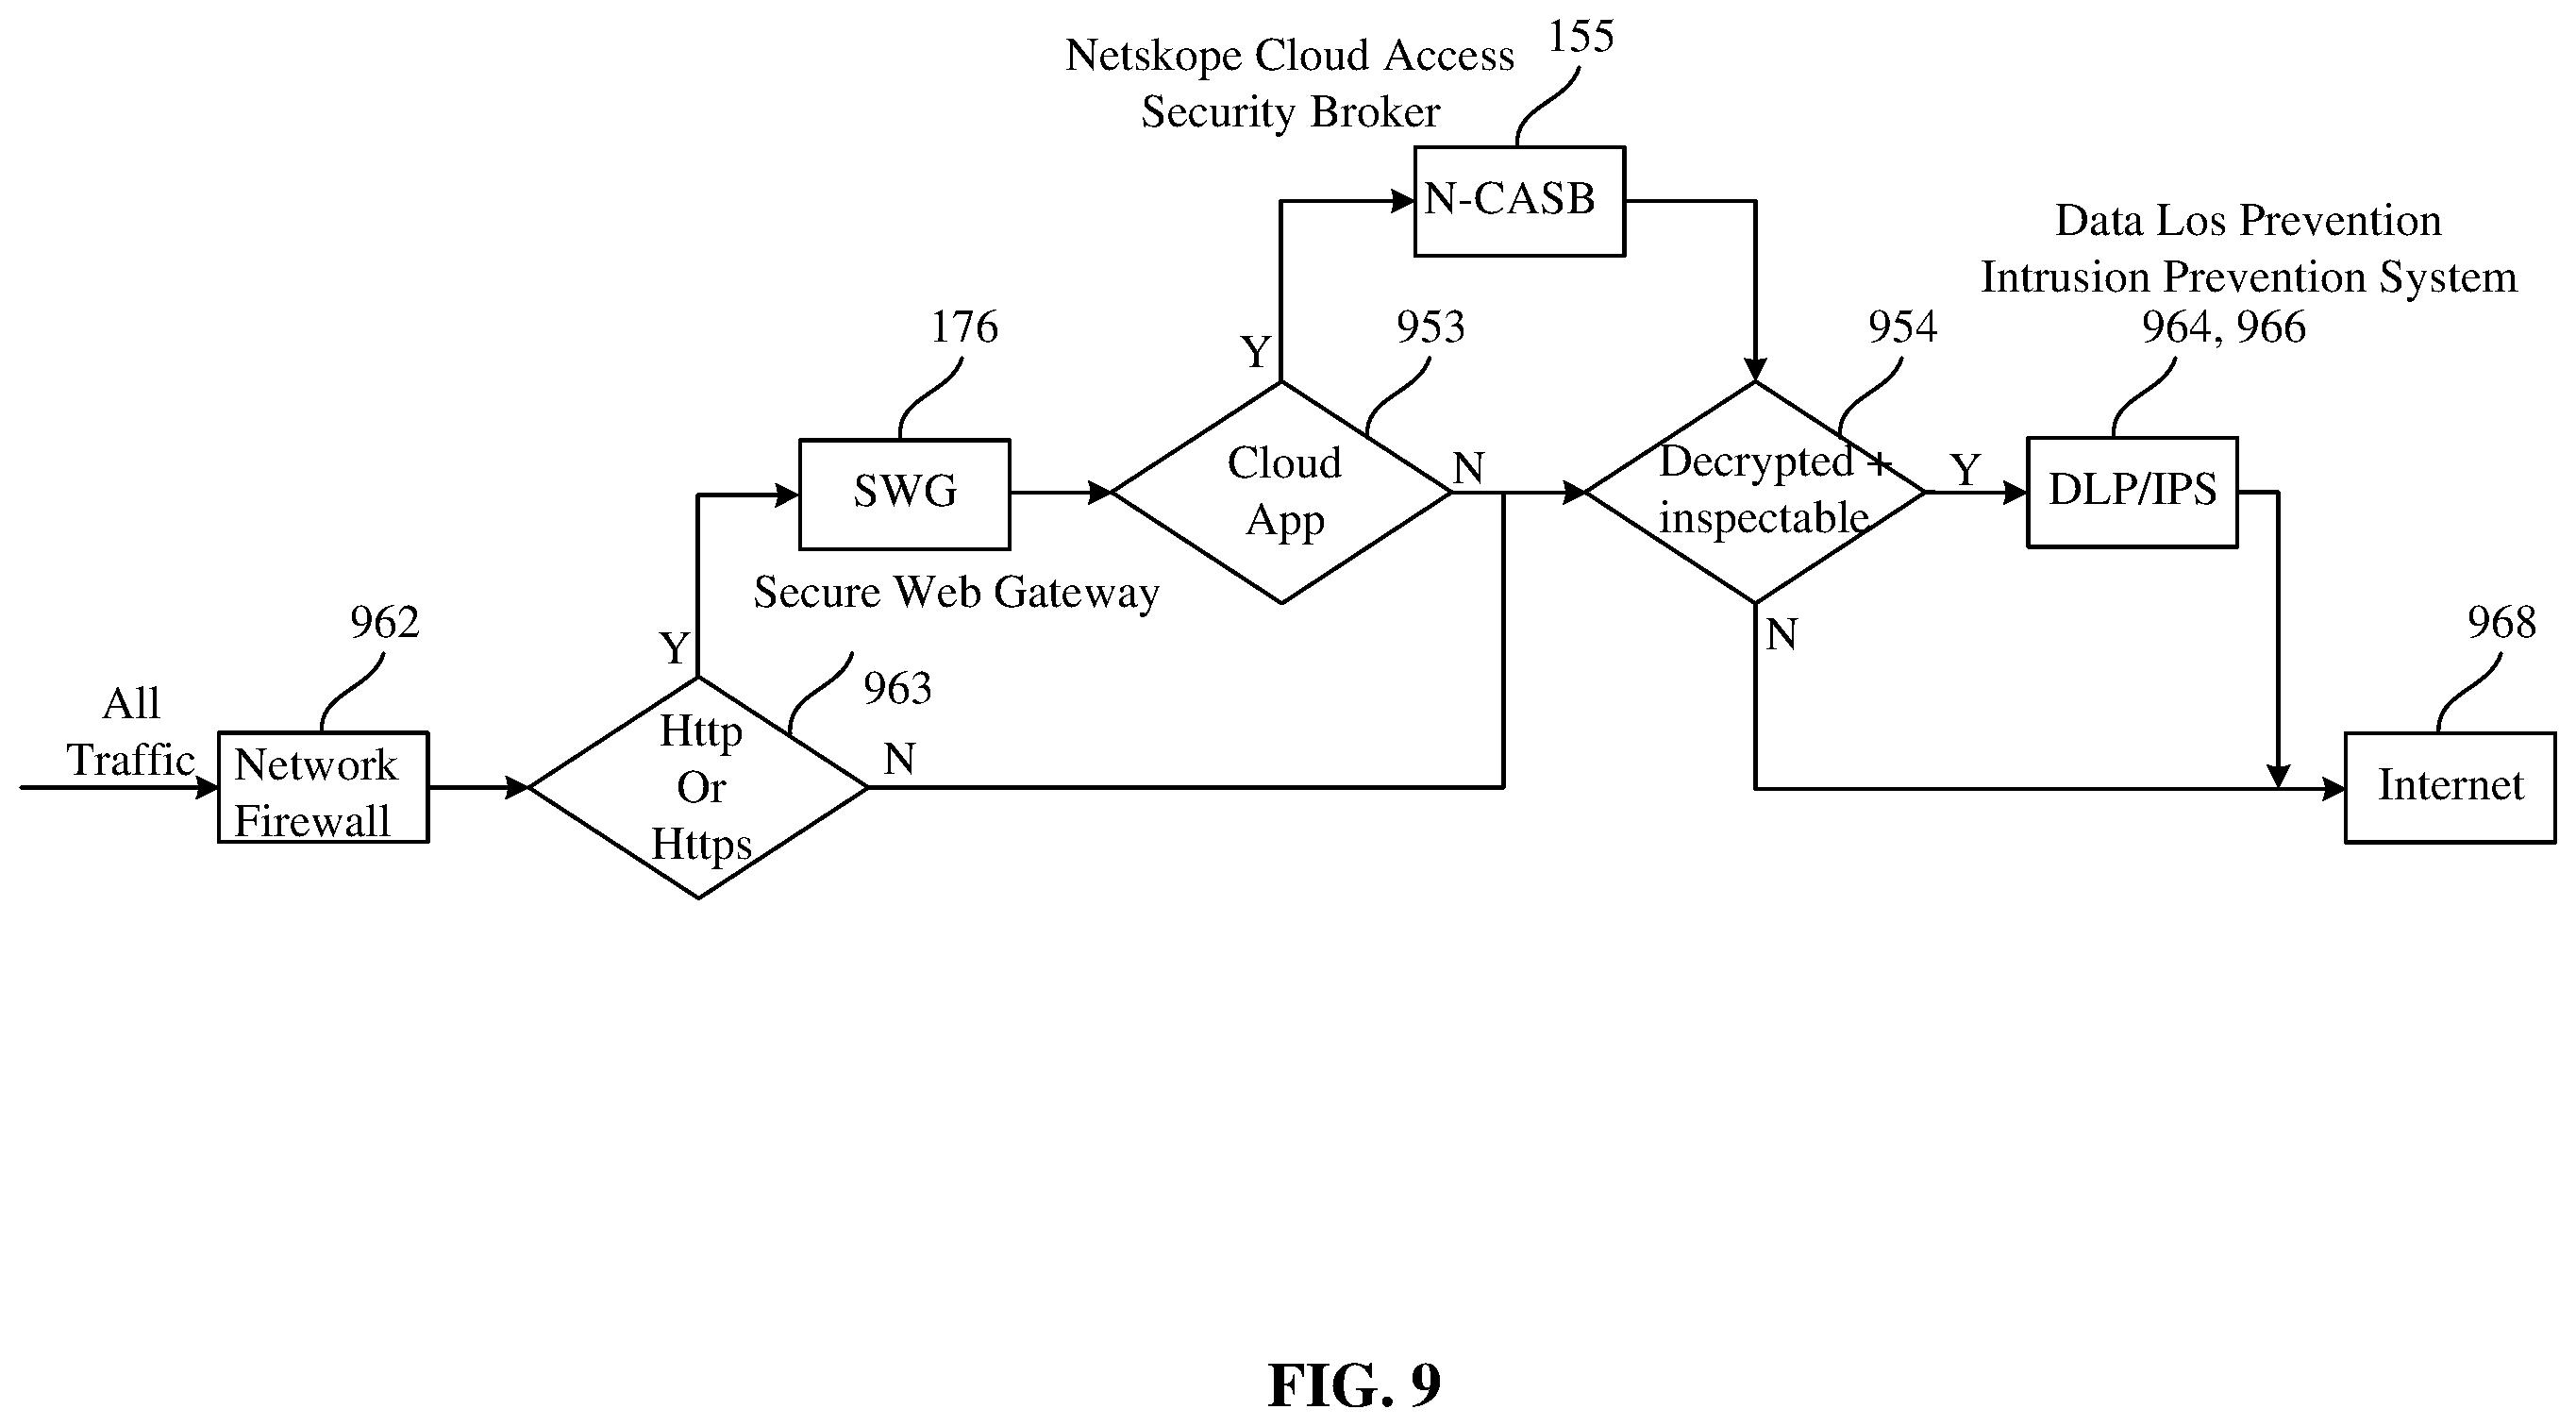 155
Netskope Cloud Access
Security Broker
N-CASB
Data Los Prevention
Intrusion Prevention System
964, 966
176
953
954
Y
SWG
Cloud
App
N
Decrypted +
inspectable
Y
DLP/IPS
Secure Web Gateway
962
Y
963
N
968
All
Traffic
Network
Firewall
Http
Or
Https
N
Internet
FIG. 9